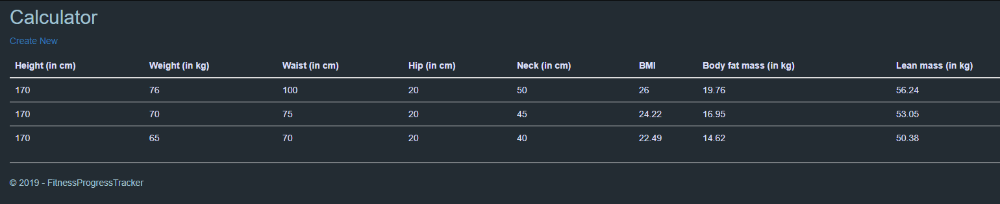 Calculator
Create New
Height (in cm) Weight (in kg) Waist (in cm) Hip (in cm) Neck (in cm) BMI Body fat mass (in kg) Lean mass (in kg)
170 76 100 20 50 26 19.76 56.24
170 70 75 20 45 24.22 16.95 53.05
170 65 70 20 40 22.49 14.62 50.38
© 2019 - FitnessProgressTracker